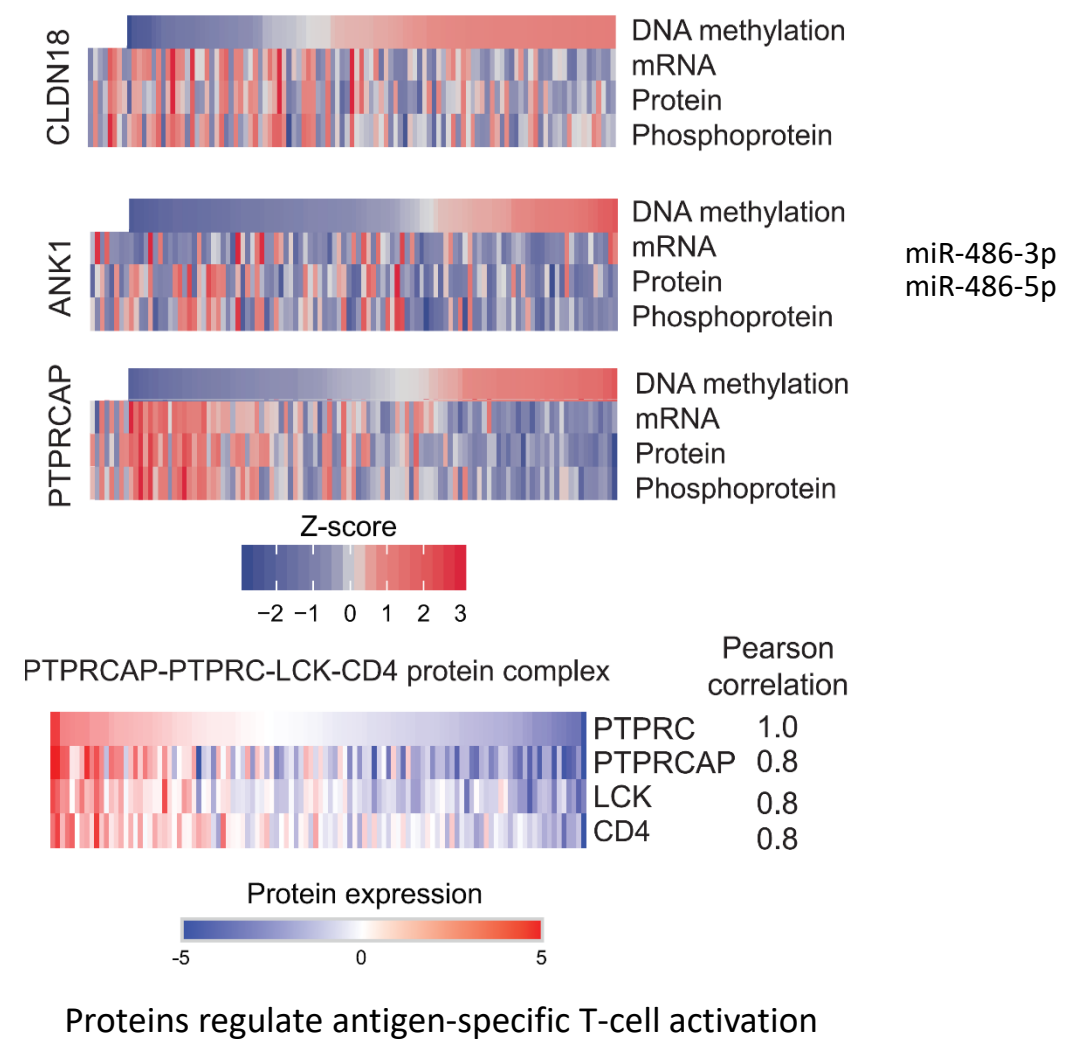 CLDN18
DNA methylation
mRNA
Protein
Phosphoprotein
ANK1
DNA methylation
mRNA
Protein
Phosphoprotein
miR-486-3p
miR-486-5p
PTPRCAP
DNA methylation
mRNA
Protein
Phosphoprotein
Z-score
−2 −1 0 1 2 3
PTPRCAP-PTPRC-LCK-CD4 protein complex
Pearson
correlation
PTPRC 1.0
PTPRCAP 0.8
LCK 0.8
CD4 0.8
Protein expression
-5 0 5
Proteins regulate antigen-specific T-cell activation